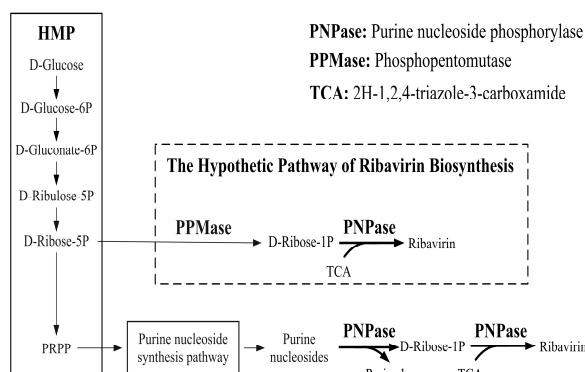 HMP
D-Glucose
D-Glucose-6P
D-Gluconate-6P
D-Ribulose-5P
D-Ribose-5P
PRPP
PNPase: Purine nucleoside phosphorylase
PPMase: Phosphopentomutase
TCA: 2H-1,2,4-triazole-3-carboxamide
The Hypothetic Pathway of Ribavirin Biosynthesis
PPMase
D-Ribose-1P
PNPase
Ribavirin
TCA
Purine nucleoside
synthesis pathway
Purine
nucleosides
PNPase
D-Ribose-1P
PNPase
Ribavirin